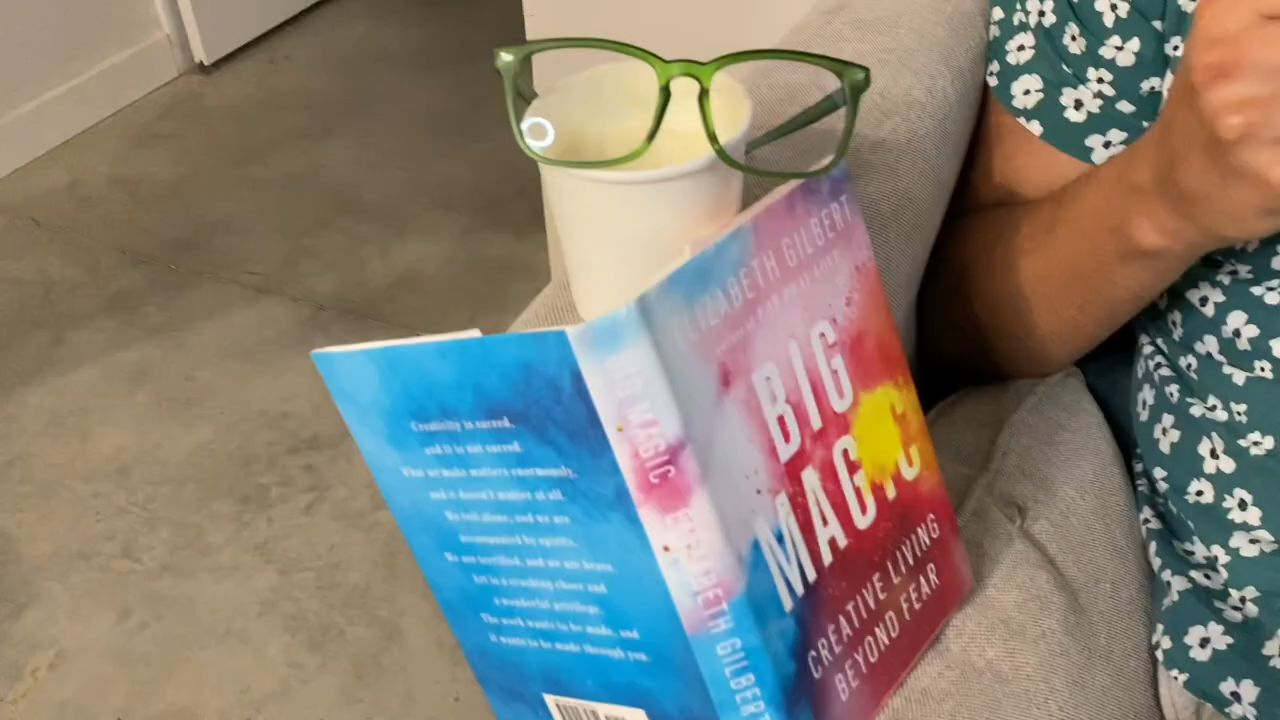 Creativity is sacred,
and it is not sacred.
What we make matters enormously,
and it doesn't matter at all.
We toil alone, and we are
accompanied by spirits.
We are terrified, and we are brave.
Art is a crushing chore and
a wonderful privilege.
The work wants to be made, and
it wants to be made through you.
BIG MAGIC ELIZABETH GILBERT
ELIZABETH GILBERT
BIG
MAGIC
CREATIVE LIVING
BEYOND FEAR